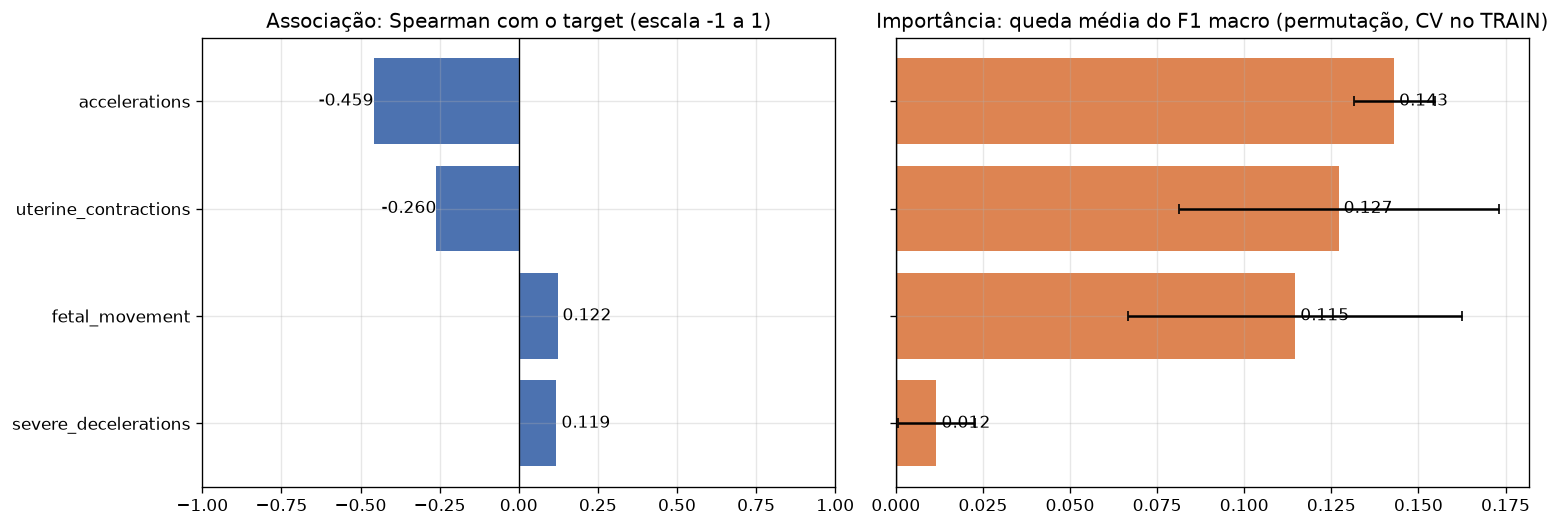 Associação: Spearman com o target (escala -1 a 1)
Importância: queda média do F1 macro (permutação, CV no TRAIN)
accelerations
-0.459
0.143
uterine_contractions
-0.260
0.127
fetal_movement
0.122
0.115
severe_decelerations
0.119
0.012
−1.00 −0.75 −0.50 −0.25 0.00 0.25 0.50 0.75 1.00
0.000 0.025 0.050 0.075 0.100 0.125 0.150 0.175